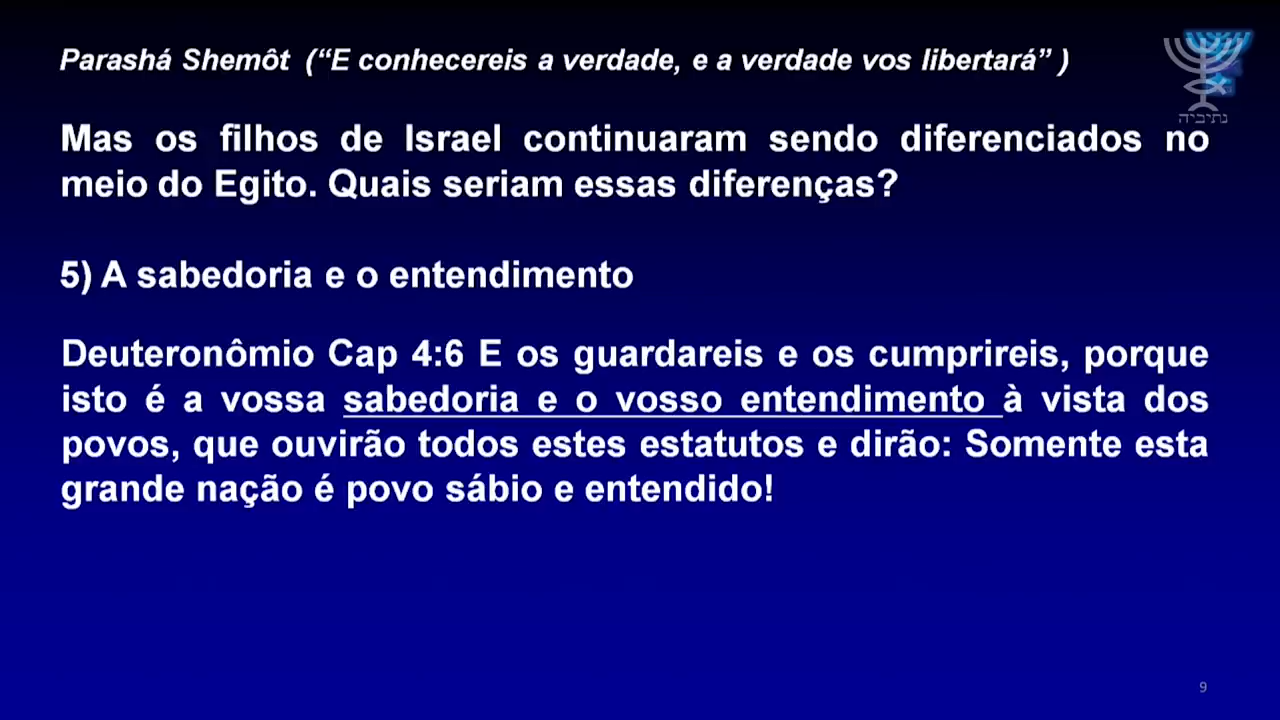 Parashá Shemôt (“E conhecereis a verdade, e a verdade vos libertará” )
נתיביה
Mas os filhos de Israel continuaram sendo diferenciados no
meio do Egito. Quais seriam essas diferenças?
5) A sabedoria e o entendimento
Deuteronômio Cap 4:6 E os guardareis e os cumprireis, porque
isto é a vossa sabedoria e o vosso entendimento à vista dos
povos, que ouvirão todos estes estatutos e dirão: Somente esta
grande nação é povo sábio e entendido!
9